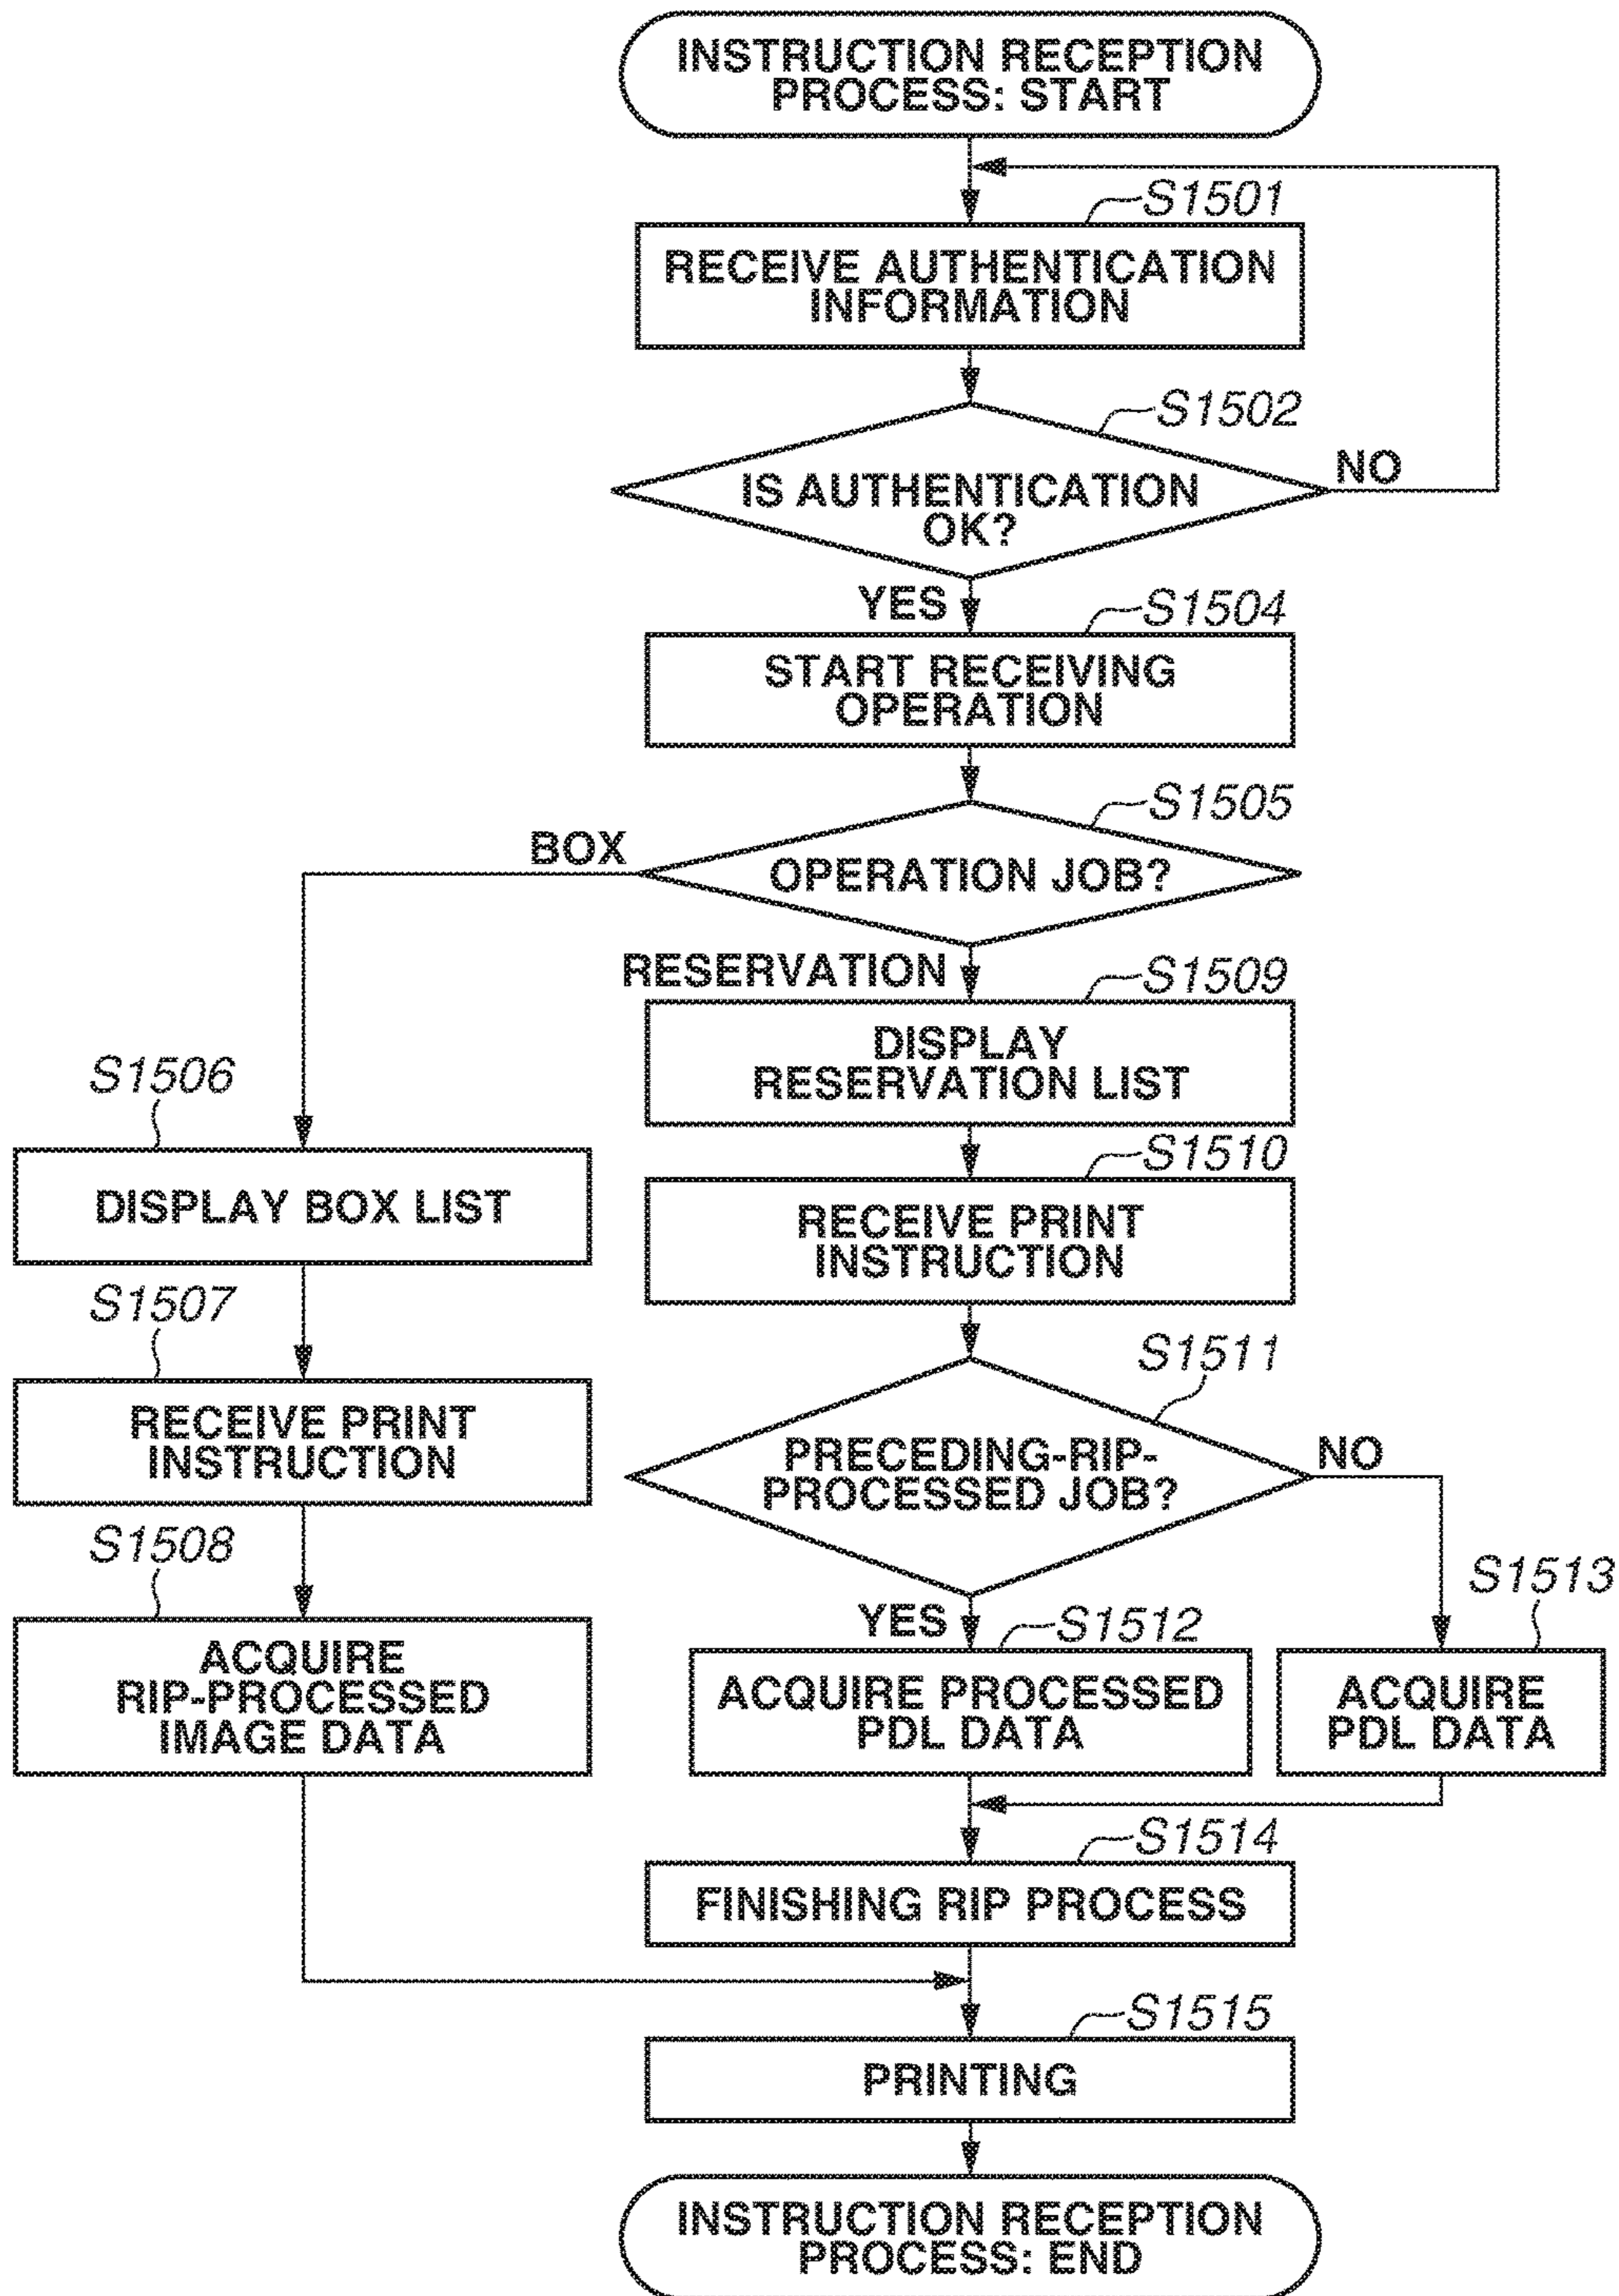 INSTRUCTION RECEPTION
PROCESS: START
S1501
RECEIVE AUTHENTICATION
INFORMATION
S1502
IS AUTHENTICATION
OK?
NO
YES
S1504
START RECEIVING
OPERATION
S1505
OPERATION JOB?
BOX
RESERVATION
S1509
DISPLAY
RESERVATION LIST
S1506
DISPLAY BOX LIST
S1510
RECEIVE PRINT
INSTRUCTION
S1507
RECEIVE PRINT
INSTRUCTION
S1511
PRECEDING-RIP-
PROCESSED JOB?
NO
YES
S1508
ACQUIRE
RIP-PROCESSED
IMAGE DATA
S1512
ACQUIRE PROCESSED
PDL DATA
S1513
ACQUIRE
PDL DATA
S1514
FINISHING RIP PROCESS
S1515
PRINTING
INSTRUCTION RECEPTION
PROCESS: END